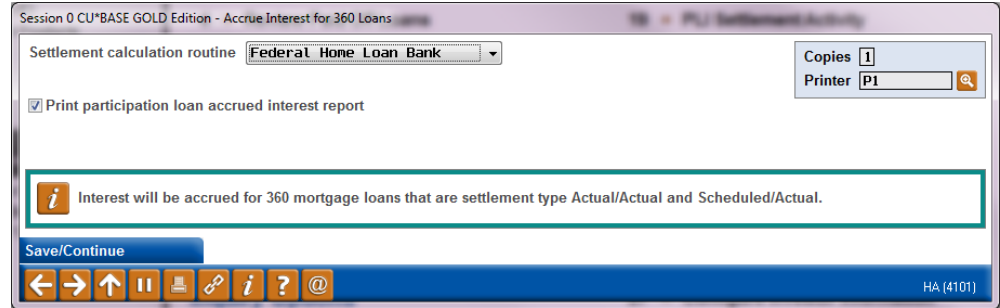 Session 0 CU*BASE GOLD Edition - Accrue Interest for 360 Loans
Settlement calculation routine Federal Home Loan Bank
Copies 1
Printer P1
Print participation loan accrued interest report
i Interest will be accrued for 360 mortgage loans that are settlement type Actual/Actual and Scheduled/Actual.
Save/Continue
i ? @
HA (4101)